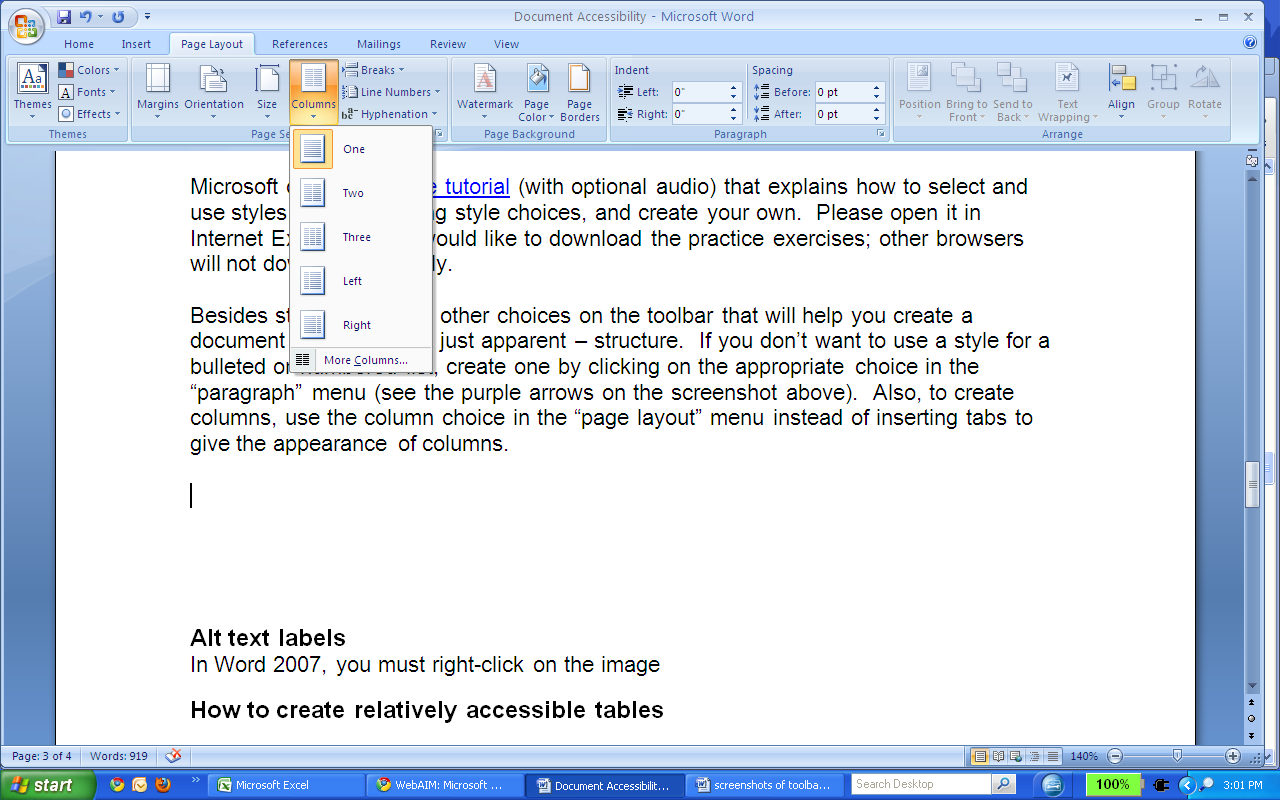 Document Accessibility - Microsoft Word
Home Insert Page Layout References Mailings Review View
Themes
Colors
Fonts
Effects
Themes
Margins
Orientation
Size
Columns
Breaks
Line Numbers
Hyphenation
Page Se
Watermark
Page Color
Page Borders
Page Background
Indent
Left: 0"
Right: 0"
Spacing
Before: 0 pt
After: 0 pt
Paragraph
Position
Bring to Front
Send to Back
Text Wrapping
Align
Group
Rotate
Arrange
One
Two
Three
Left
Right
More Columns...
Microsoft e tutorial (with optional audio) that explains how to select and
use styles g style choices, and create your own. Please open it in
Internet Ex ould like to download the practice exercises; other browsers
will not do ly.
Besides st other choices on the toolbar that will help you create a
document just apparent – structure. If you don’t want to use a style for a
bulleted or , create one by clicking on the appropriate choice in the
“paragraph” menu (see the purple arrows on the screenshot above). Also, to create
columns, use the column choice in the “page layout” menu instead of inserting tabs to
give the appearance of columns.
Alt text labels
In Word 2007, you must right-click on the image
How to create relatively accessible tables
Page: 3 of 4 Words: 919 140%
start Microsoft Excel WebAIM: Microsoft W... Document Accessibilit... screenshots of toolba... Search Desktop 100% 3:01 PM